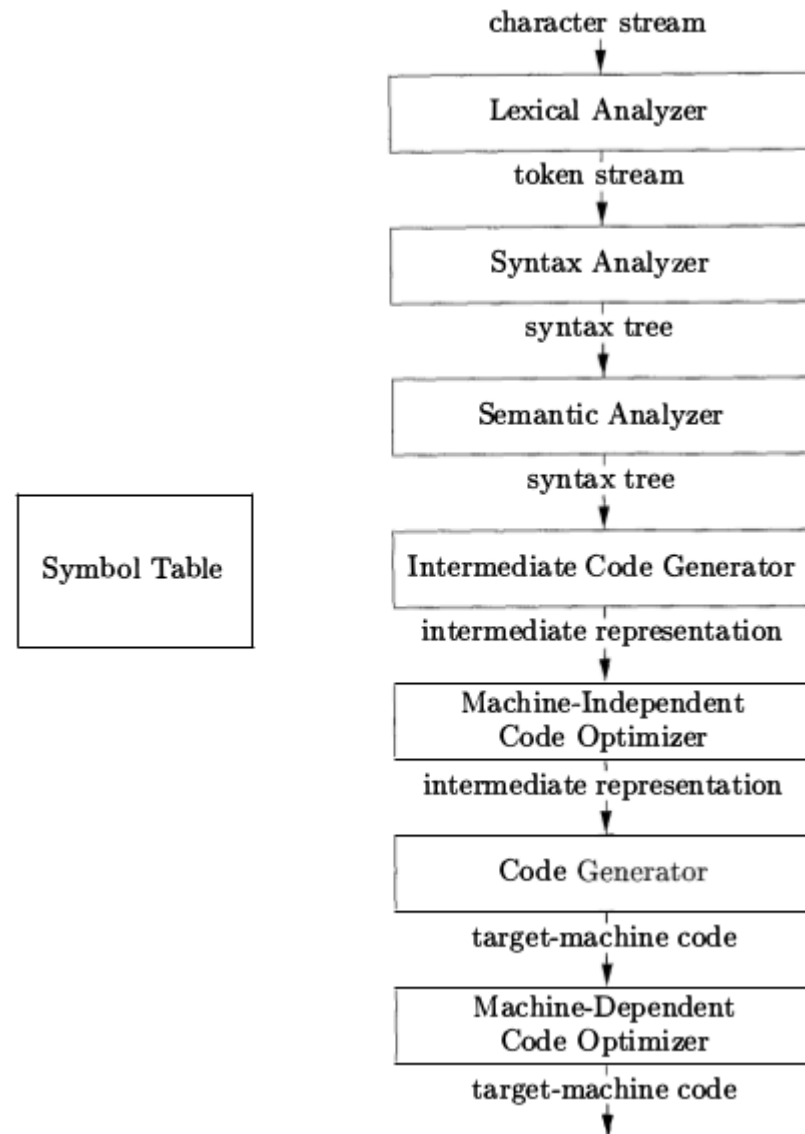 character stream
Lexical Analyzer
token stream
Syntax Analyzer
syntax tree
Semantic Analyzer
syntax tree
Symbol Table
Intermediate Code Generator
intermediate representation
Machine-Independent
Code Optimizer
intermediate representation
Code Generator
target-machine code
Machine-Dependent
Code Optimizer
target-machine code